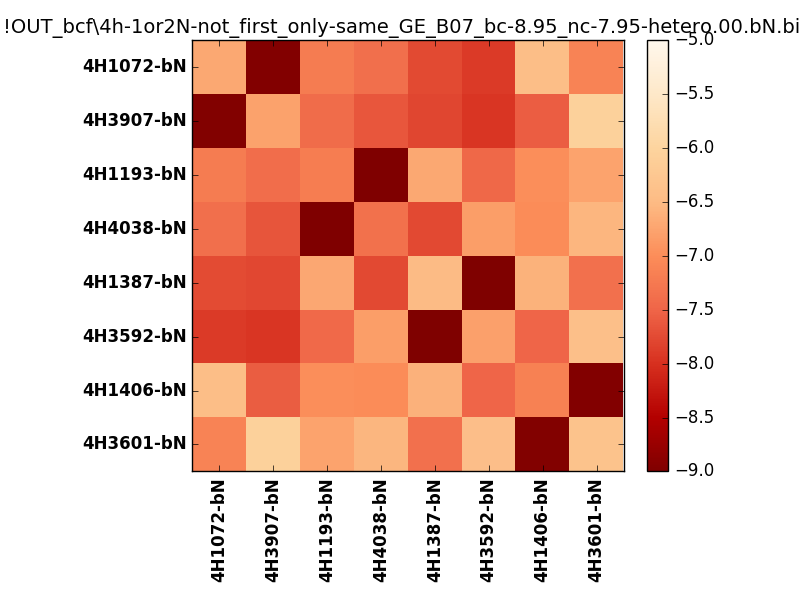 !OUT_bcf\4h-1or2N-not_first_only-same_GE_B07_bc-8.95_nc-7.95-hetero.00.bN.bi
4H1072-bN
4H3907-bN
4H1193-bN
4H4038-bN
4H1387-bN
4H3592-bN
4H1406-bN
4H3601-bN
−5.0
−5.5
−6.0
−6.5
−7.0
−7.5
−8.0
−8.5
−9.0
4H1072-bN
4H3907-bN
4H1193-bN
4H4038-bN
4H1387-bN
4H3592-bN
4H1406-bN
4H3601-bN